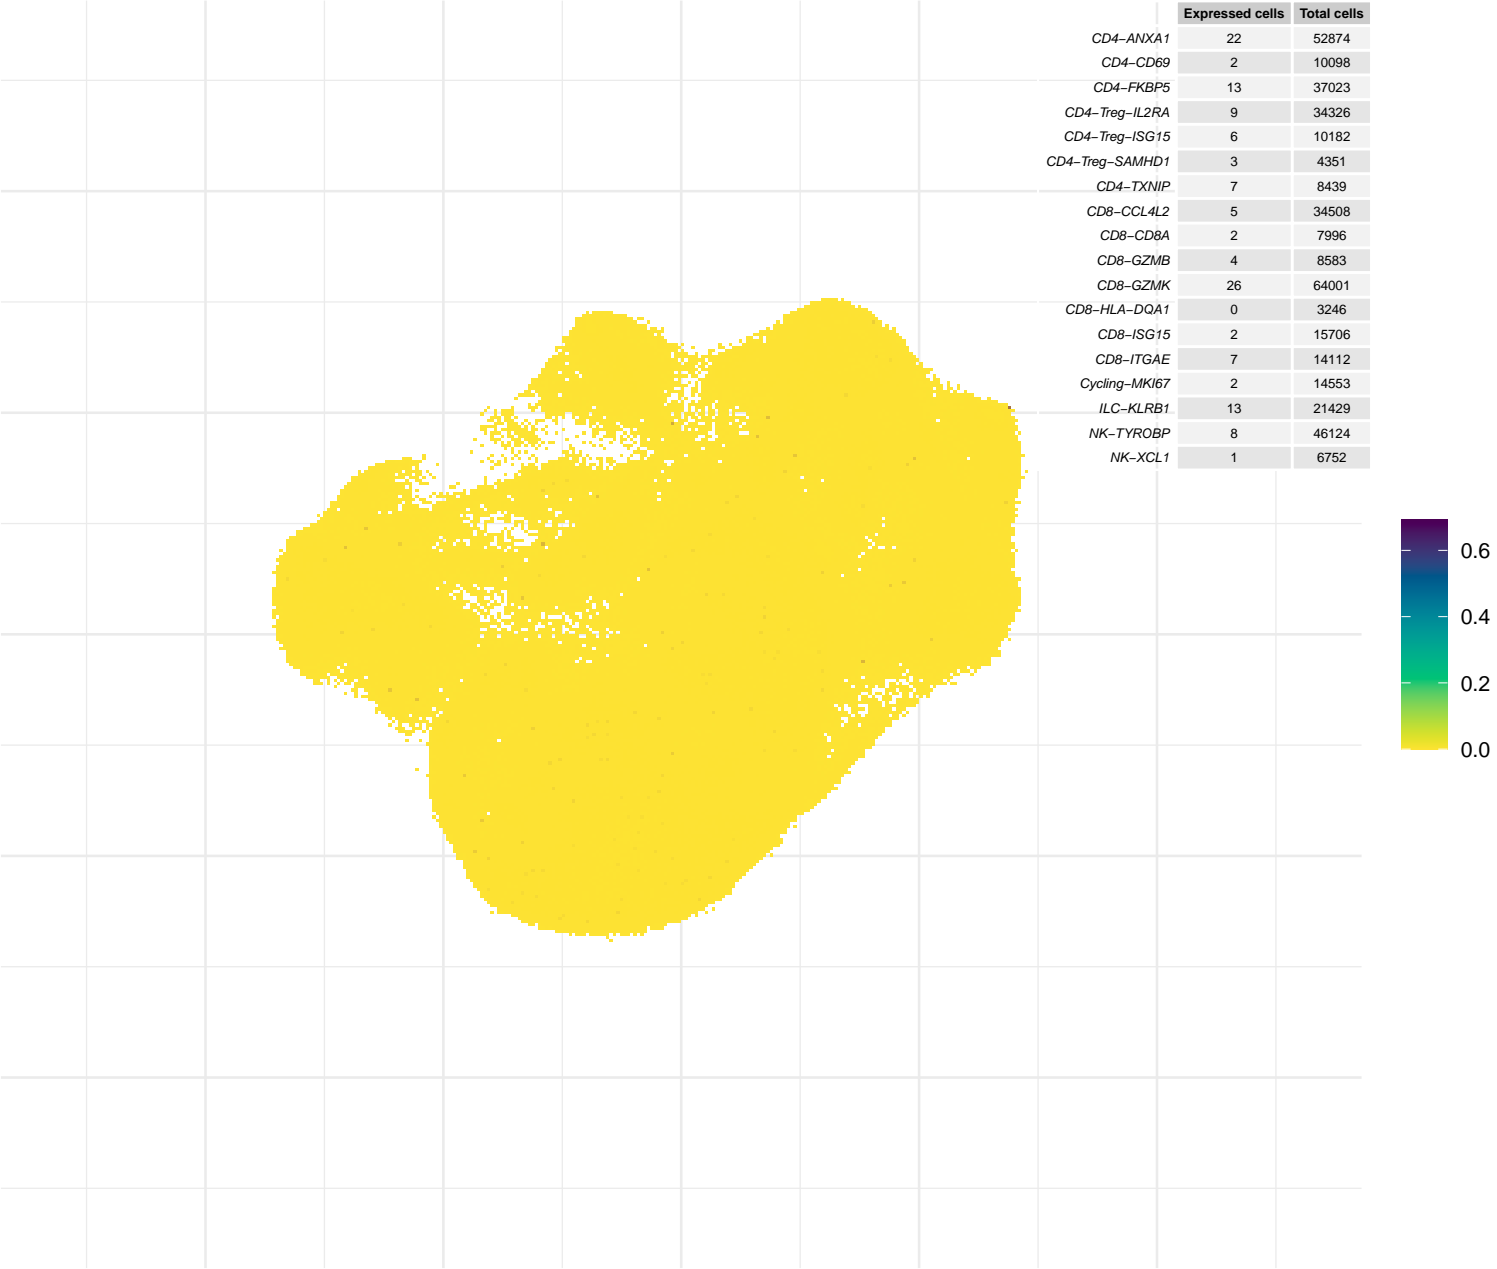 Expressed cells Total cells
CD4−ANXA1 22 52874
CD4−CD69 2 10098
CD4−FKBP5 13 37023
CD4−Treg−IL2RA 9 34326
CD4−Treg−ISG15 6 10182
CD4−Treg−SAMHD1 3 4351
CD4−TXNIP 7 8439
CD8−CCL4L2 5 34508
CD8−CD8A 2 7996
CD8−GZMB 4 8583
CD8−GZMK 26 64001
CD8−HLA−DQA1 0 3246
CD8−ISG15 2 15706
CD8−ITGAE 7 14112
Cycling−MKI67 2 14553
ILC−KLRB1 13 21429
NK−TYROBP 8 46124
NK−XCL1 1 6752
0.6
0.4
0.2
0.0